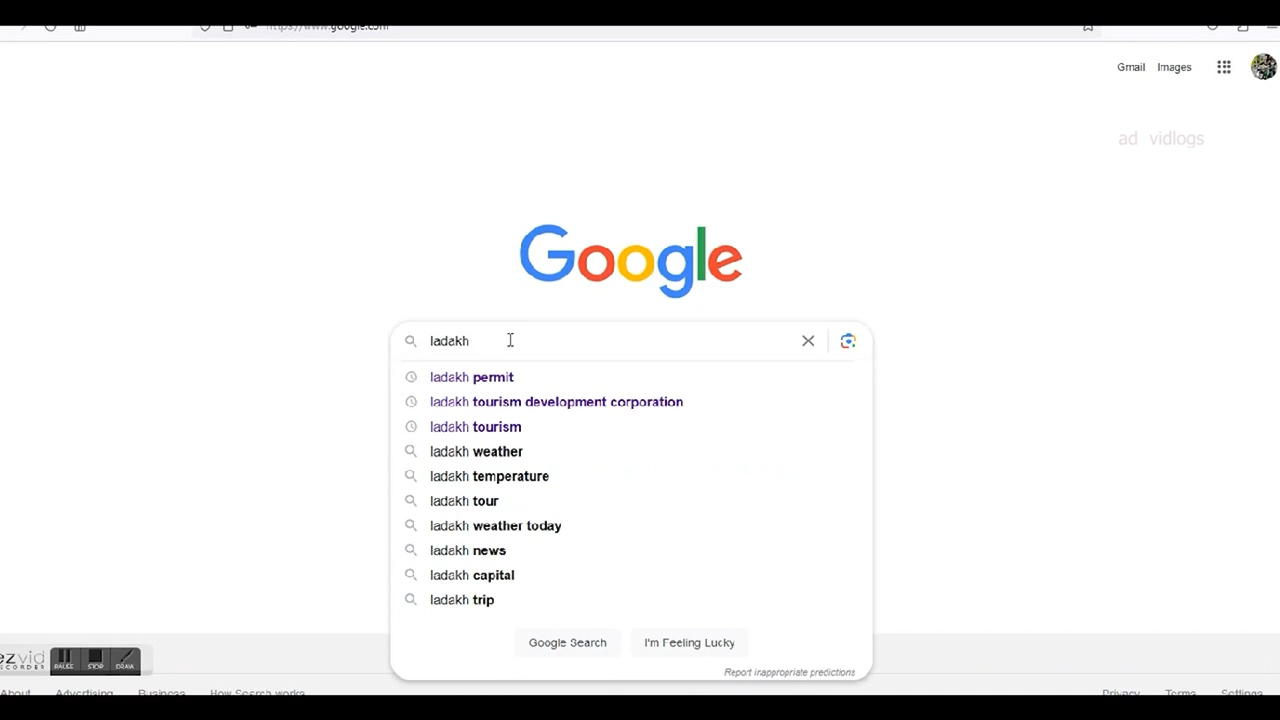 https://www.google.com
Gmail Images
ad vidlogs
Google
ladakh
ladakh permit
ladakh tourism development corporation
ladakh tourism
ladakh weather
ladakh temperature
ladakh tour
ladakh weather today
ladakh news
ladakh capital
ladakh trip
Google Search I'm Feeling Lucky
Report inappropriate predictions
ezvid
RECORDER
PAUSE STOP DRAW
About Advertising Business How Search works Privacy Terms Settings